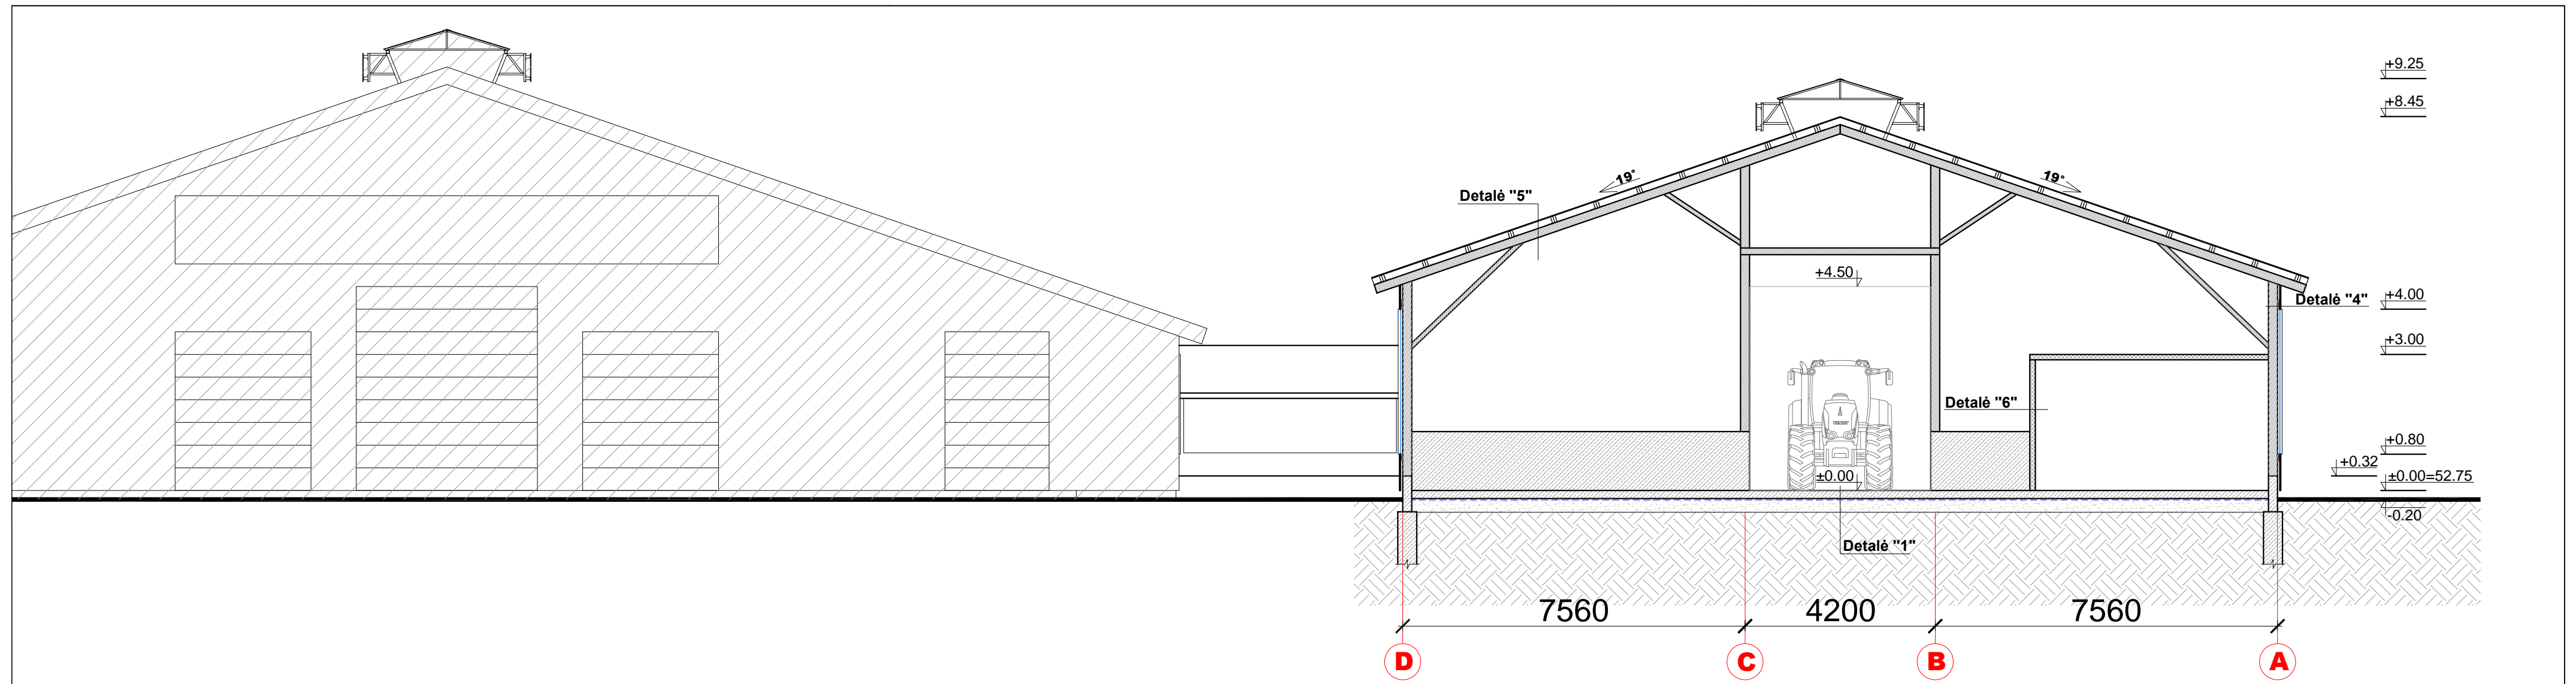 +9.25
+8.45
19°
19°
Detalė "5"
+4.50
Detalė "4"
+4.00
+3.00
Detalė "6"
+0.80
+0.32
±0.00
±0.00=52.75
-0.20
Detalė "1"
7560
4200
7560
D
C
B
A